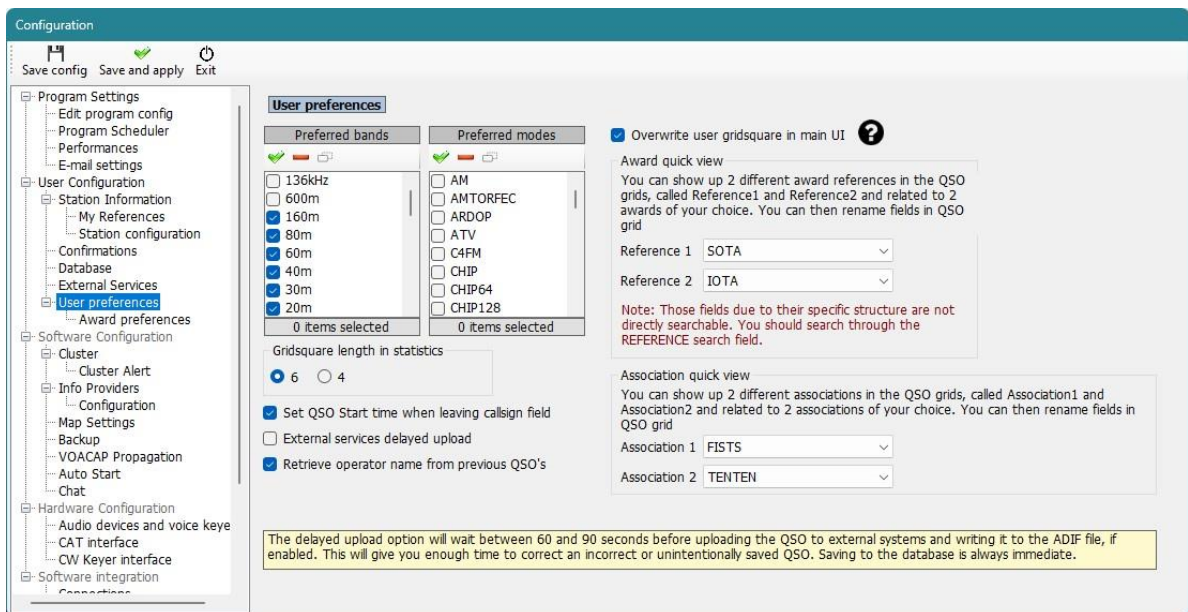 Configuration
Save config Save and apply Exit
Program Settings
Edit program config
Program Scheduler
Performances
E-mail settings
User Configuration
Station Information
My References
Station configuration
Confirmations
Database
External Services
User preferences
Award preferences
Software Configuration
Cluster
Cluster Alert
Info Providers
Configuration
Map Settings
Backup
VOACAP Propagation
Auto Start
Chat
Hardware Configuration
Audio devices and voice keye
CAT interface
CW Keyer interface
Software integration
Connections
User preferences
Preferred bands
136kHz
600m
160m
80m
60m
40m
30m
20m
0 items selected
Preferred modes
AM
AMTORFEC
ARDOP
ATV
C4FM
CHIP
CHIP64
CHIP128
0 items selected
Gridsquare length in statistics
6 4
Set QSO Start time when leaving callsign field
External services delayed upload
Retrieve operator name from previous QSO's
Overwrite user gridsquare in main UI ?
Award quick view
You can show up 2 different award references in the QSO
grids, called Reference1 and Reference2 and related to 2
awards of your choice. You can then rename fields in QSO
grid
Reference 1 SOTA
Reference 2 IOTA
Note: Those fields due to their specific structure are not
directly searchable. You should search through the
REFERENCE search field.
Association quick view
You can show up 2 different associations in the QSO grids, called Association1 and
Association2 and related to 2 associations of your choice. You can then rename fields in
QSO grid
Association 1 FISTS
Association 2 TENTEN
The delayed upload option will wait between 60 and 90 seconds before uploading the QSO to external systems and writing it to the ADIF file, if
enabled. This will give you enough time to correct an incorrect or unintentionally saved QSO. Saving to the database is always immediate.